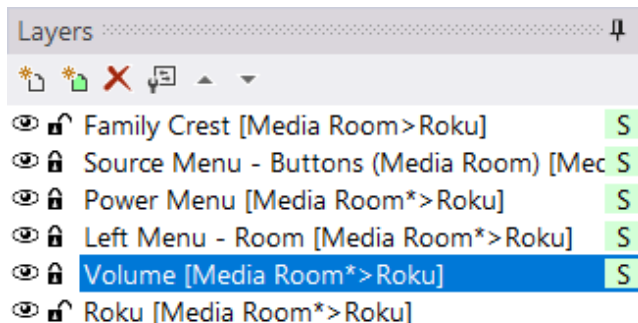 Layers
Family Crest [Media Room>Roku] S
Source Menu - Buttons (Media Room) [Med S
Power Menu [Media Room*>Roku] S
Left Menu - Room [Media Room*>Roku] S
Volume [Media Room*>Roku] S
Roku [Media Room*>Roku]